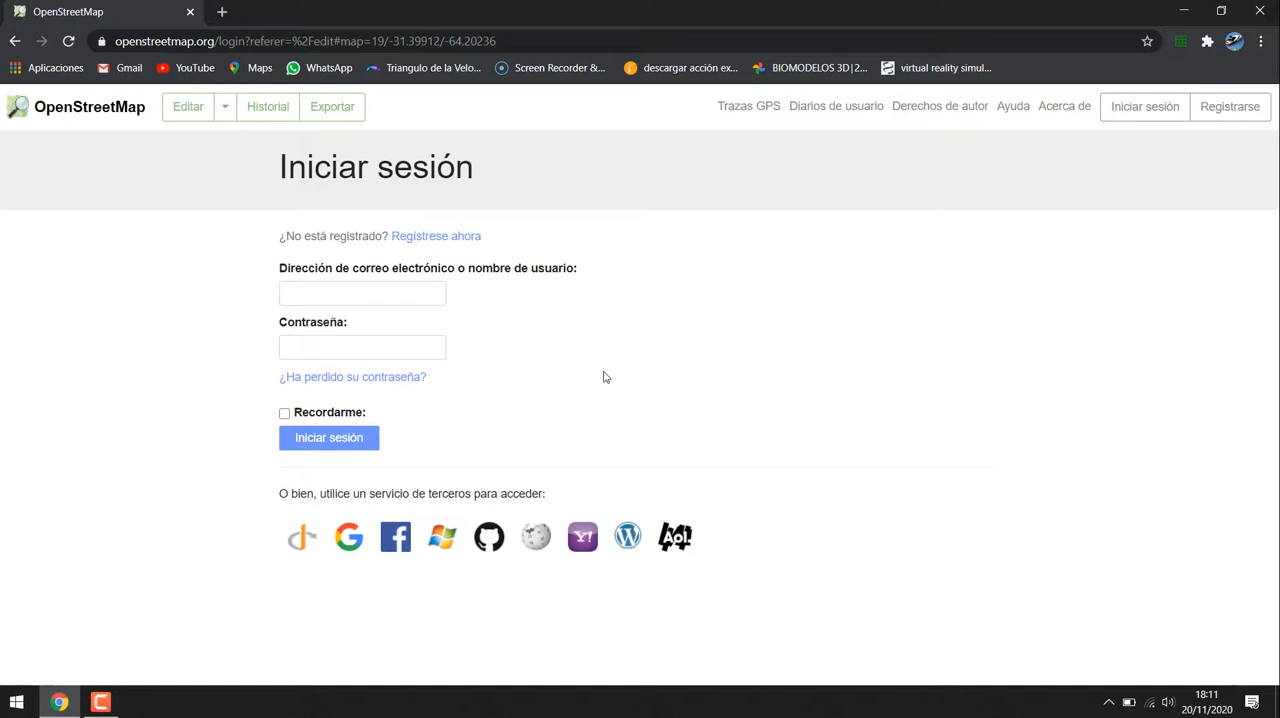 OpenStreetMap
openstreetmap.org/login?referer=%2Fedit#map=19/-31.39912/-64.20236
Aplicaciones Gmail YouTube Maps WhatsApp Triangulo de la Velo... Screen Recorder &... descargar acción ex... BIOMODELOS 3D|2... virtual reality simul...
OpenStreetMap Editar Historial Exportar Trazas GPS Diarios de usuario Derechos de autor Ayuda Acerca de Iniciar sesión Registrarse
Iniciar sesión
¿No está registrado? Regístrese ahora
Dirección de correo electrónico o nombre de usuario:
Contraseña:
¿Ha perdido su contraseña?
Recordarme:
Iniciar sesión
O bien, utilice un servicio de terceros para acceder:
Y! Aol!
18:11
20/11/2020